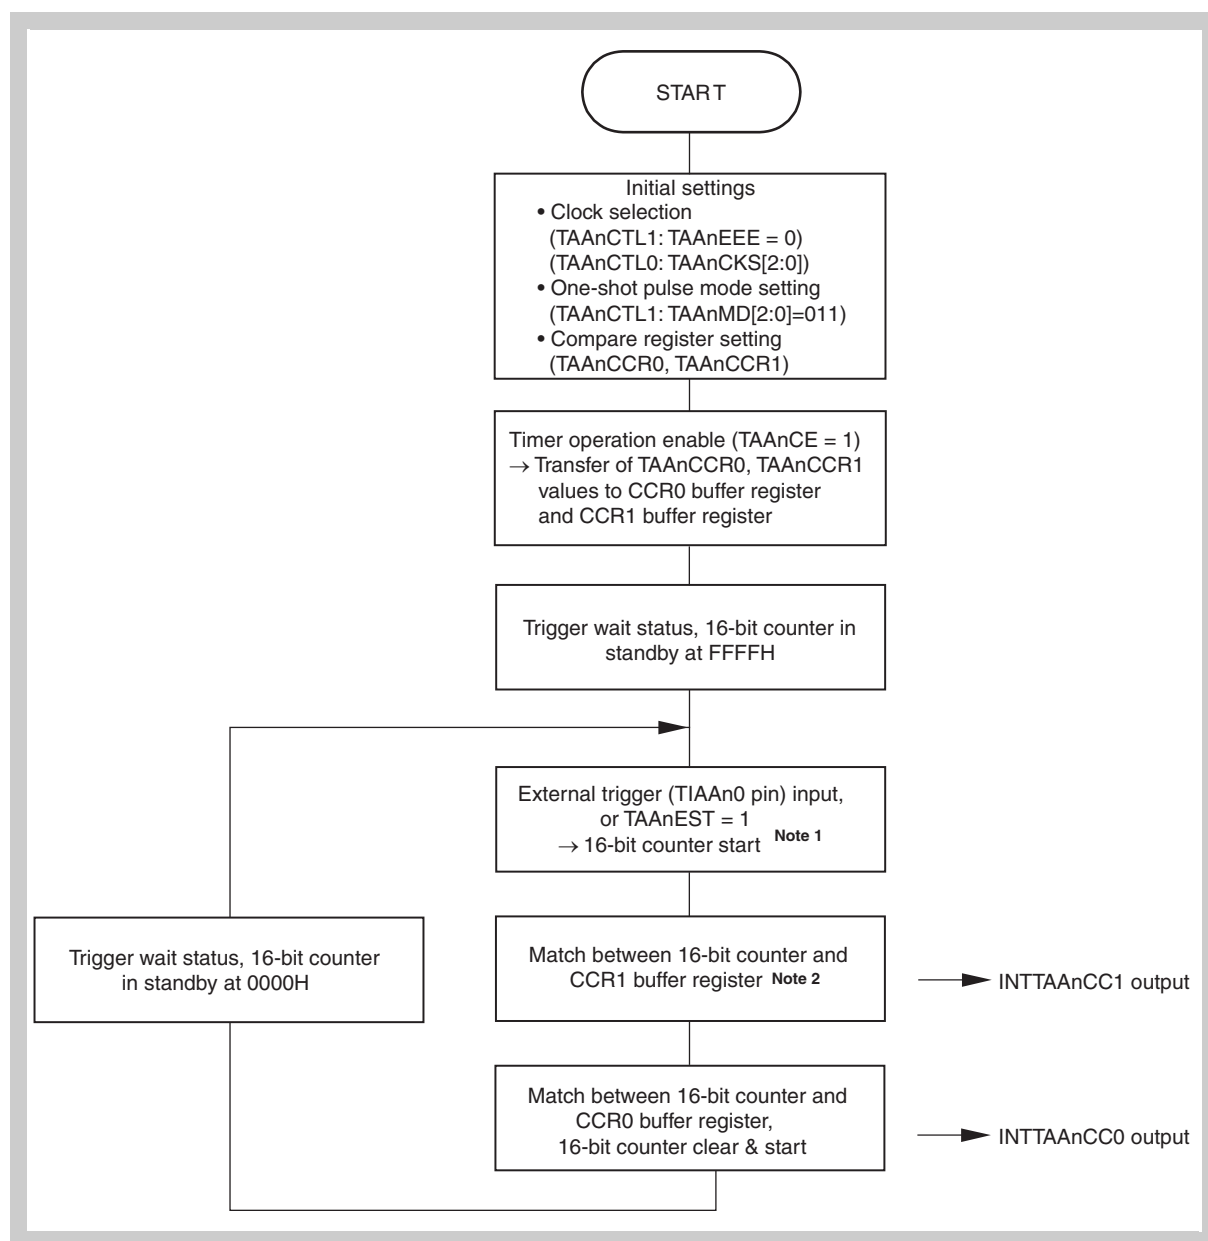 START
Initial settings
• Clock selection
(TAAnCTL1: TAAnEEE = 0)
(TAAnCTL0: TAAnCKS[2:0])
• One-shot pulse mode setting
(TAAnCTL1: TAAnMD[2:0]=011)
• Compare register setting
(TAAnCCR0, TAAnCCR1)
Timer operation enable (TAAnCE = 1)
→ Transfer of TAAnCCR0, TAAnCCR1
values to CCR0 buffer register
and CCR1 buffer register
Trigger wait status, 16-bit counter in
standby at FFFFH
External trigger (TIAAn0 pin) input,
or TAAnEST = 1
→ 16-bit counter start Note 1
Trigger wait status, 16-bit counter
in standby at 0000H
Match between 16-bit counter and
CCR1 buffer register Note 2
INTTAAnCC1 output
Match between 16-bit counter and
CCR0 buffer register,
16-bit counter clear & start
INTTAAnCC0 output